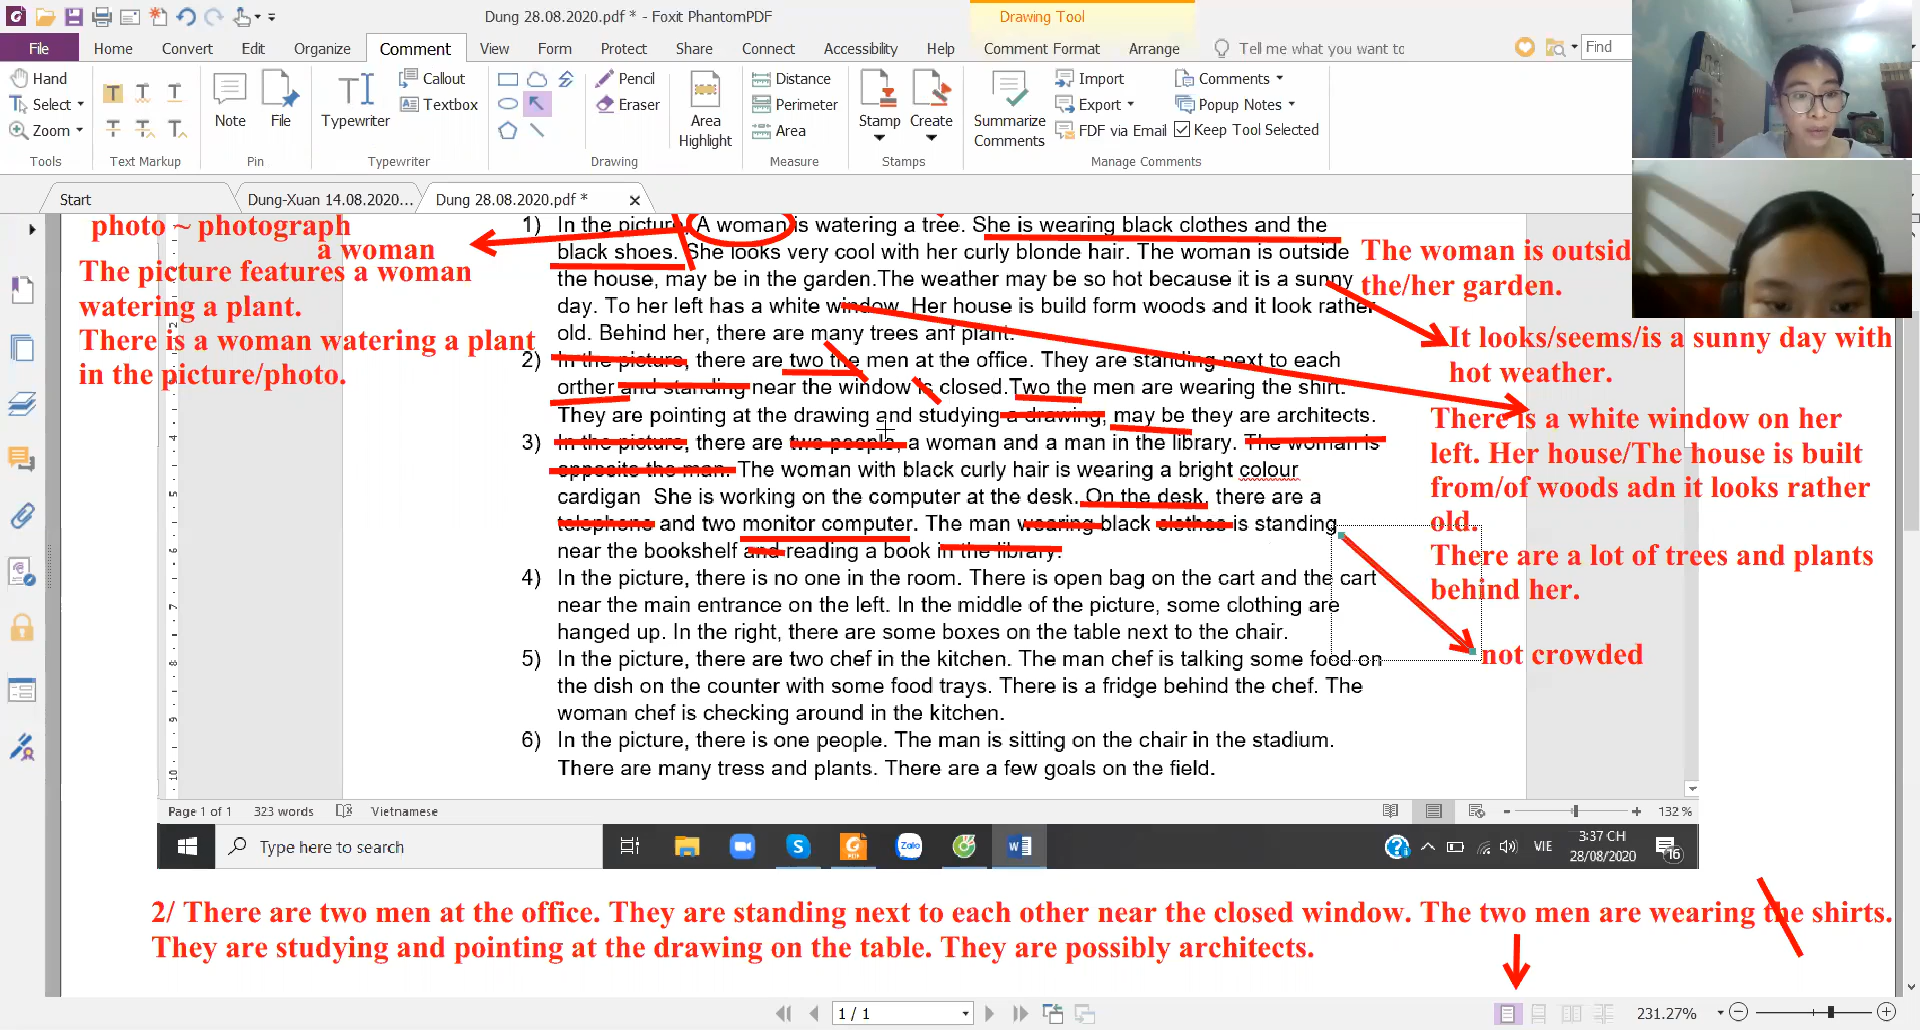 Dung 28.08.2020.pdf * - Foxit PhantomPDF
Drawing Tool
File Home Convert Edit Organize Comment View Form Protect Share Connect Accessibility Help Comment Format Arrange Tell me what you want to Find
Hand
Select
Zoom
Tools
Text Markup
Note
File
Pin
Typewriter
Callout
Textbox
Typewriter
Pencil
Eraser
Drawing
Area
Highlight
Distance
Perimeter
Area
Measure
Stamp
Create
Stamps
Summarize
Comments
Import
Export
FDF via Email
Comments
Popup Notes
Keep Tool Selected
Manage Comments
Start
Dung-Xuan 14.08.2020...
Dung 28.08.2020.pdf *
photo ~ photograph
a woman
The picture features a woman
watering a plant.
There is a woman watering a plant
in the picture/photo.
1) In the picture, A woman is watering a tree. She is wearing black clothes and the
black shoes. She looks very cool with her curly blonde hair. The woman is outside
the house, may be in the garden.The weather may be so hot because it is a sunny
day. To her left has a white window. Her house is build form woods and it look rather
old. Behind her, there are many trees anf plant.
2) In the picture, there are two the men at the office. They are standing next to each
orther and standing near the window is closed.Two the men are wearing the shirt.
They are pointing at the drawing and studying a drawing, may be they are architects.
3) In the picture, there are two people, a woman and a man in the library. The woman is
opposite the man. The woman with black curly hair is wearing a bright colour
cardigan She is working on the computer at the desk. On the desk, there are a
telephone and two monitor computer. The man wearing black clothes is standing
near the bookshelf and reading a book in the library.
4) In the picture, there is no one in the room. There is open bag on the cart and the cart
near the main entrance on the left. In the middle of the picture, some clothing are
hanged up. In the right, there are some boxes on the table next to the chair.
5) In the picture, there are two chef in the kitchen. The man chef is talking some food on
the dish on the counter with some food trays. There is a fridge behind the chef. The
woman chef is checking around in the kitchen.
6) In the picture, there is one people. The man is sitting on the chair in the stadium.
There are many tress and plants. There are a few goals on the field.
The woman is outsid
the/her garden.
It looks/seems/is a sunny day with
hot weather.
There is a white window on her
left. Her house/The house is built
from/of woods adn it looks rather
old.
There are a lot of trees and plants
behind her.
not crowded
4
5
6
7
8
9
10
Page 1 of 1 323 words Vietnamese 132 %
Type here to search
Zalo
VIE
3:37 CH
28/08/2020
16
2/ There are two men at the office. They are standing next to each other near the closed window. The two men are wearing the shirts.
They are studying and pointing at the drawing on the table. They are possibly architects.
1 / 1
231.27%